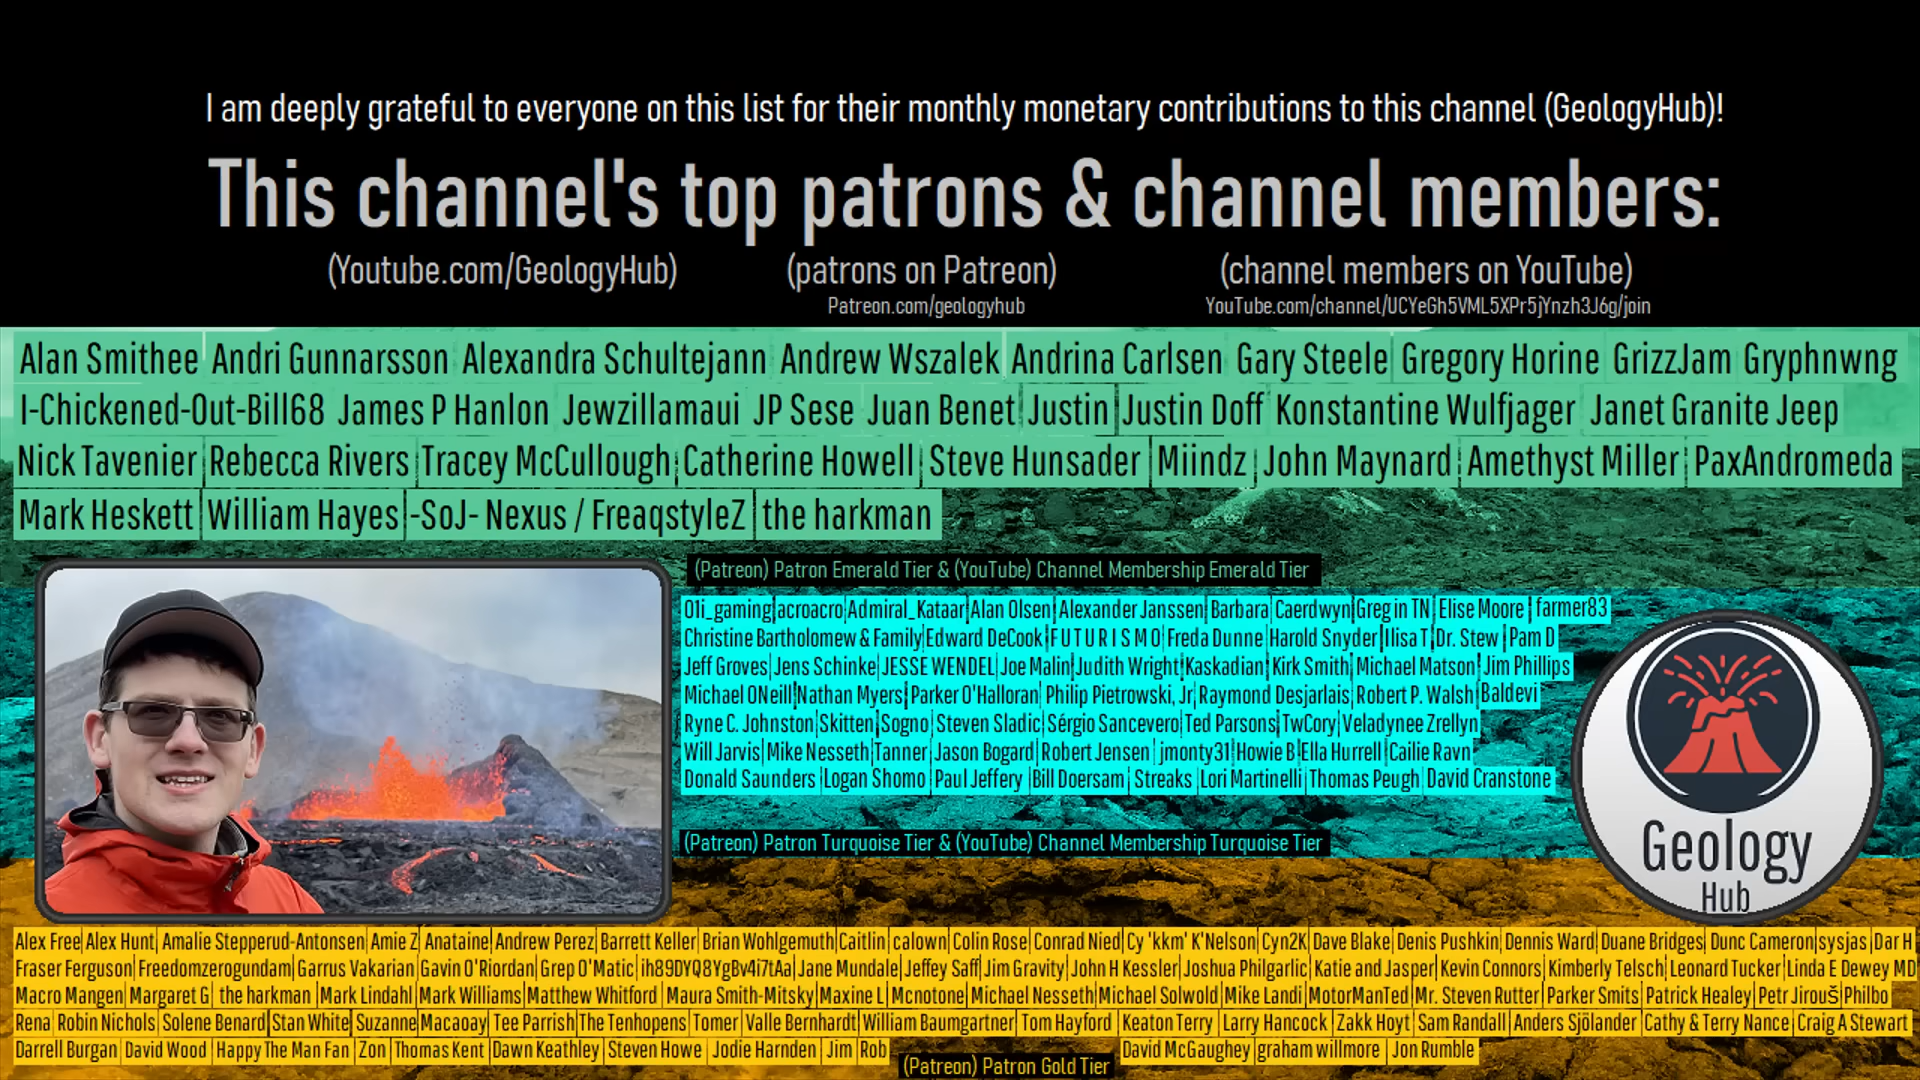 I am deeply grateful to everyone on this list for their monthly monetary contributions to this channel (GeologyHub)!
This channel's top patrons & channel members:
(Youtube.com/GeologyHub) (patrons on Patreon) (channel members on YouTube)
Patreon.com/geologyhub YouTube.com/channel/UCYeGh5VML5XPr5jYnzh3J6g/join
Alan Smithee Andri Gunnarsson Alexandra Schultejann Andrew Wszalek Andrina Carlsen Gary Steele Gregory Horine GrizzJam Gryphnwng
I-Chickened-Out-Bill68 James P Hanlon Jewzillamaui JP Sese Juan Benet Justin Justin Doff Konstantine Wulfjager Janet Granite Jeep
Nick Tavenier Rebecca Rivers Tracey McCullough Catherine Howell Steve Hunsader Miindz John Maynard Amethyst Miller PaxAndromeda
Mark Heskett William Hayes -SoJ- Nexus / FreaqstyleZ the harkman
(Patreon) Patron Emerald Tier & (YouTube) Channel Membership Emerald Tier
01i_gaming acroacro Admiral_Kataar Alan Olsen Alexander Janssen Barbara Caerdwyn Greg in TN Elise Moore farmer83
Christine Bartholomew & Family Edward DeCook F U T U R I S M O Freda Dunne Harold Snyder Ilisa T Dr. Stew Pam D
Jeff Groves Jens Schinke JESSE WENDEL Joe Malin Judith Wright Kaskadian Kirk Smith Michael Matson Jim Phillips
Michael ONeill Nathan Myers Parker O'Halloran Philip Pietrowski, Jr Raymond Desjarlais Robert P. Walsh Baldevi
Ryne C. Johnston Skitten Sogno Steven Sladic Sérgio Sancevero Ted Parsons TwCory Veladynee Zrellyn
Will Jarvis Mike Nesseth Tanner Jason Bogard Robert Jensen jmonty31 Howie B Ella Hurrell Cailie Ravn
Donald Saunders Logan Shomo Paul Jeffery Bill Doersam Streaks Lori Martinelli Thomas Peugh David Cranstone
(Patreon) Patron Turquoise Tier & (YouTube) Channel Membership Turquoise Tier
Geology
Hub
Alex Free Alex Hunt Amalie Stepperud-Antonsen Amie Z Anataine Andrew Perez Barrett Keller Brian Wohlgemuth Caitlin calown Colin Rose Conrad Nied Cy 'kkm' K'Nelson Cyn2K Dave Blake Denis Pushkin Dennis Ward Duane Bridges Dunc Cameron sysjas Dar H
Fraser Ferguson Freedomzerogundam Garrus Vakarian Gavin O'Riordan Grep O'Matic ih89DYQ8YgBv4i7tAa Jane Mundale Jeffey Saff Jim Gravity John H Kessler Joshua Philgarlic Katie and Jasper Kevin Connors Kimberly Telsch Leonard Tucker Linda E Dewey MD
Macro Mangen Margaret G the harkman Mark Lindahl Mark Williams Matthew Whitford Maura Smith-Mitsky Maxine L Mcnotone Michael Nesseth Michael Solwold Mike Landi MotorManTed Mr. Steven Rutter Parker Smits Patrick Healey Petr Jirouš Philbo
Rena Robin Nichols Solene Benard Stan White Suzanne Macaoay Tee Parrish The Tenhopens Tomer Valle Bernhardt William Baumgartner Tom Hayford Keaton Terry Larry Hancock Zakk Hoyt Sam Randall Anders Sjölander Cathy & Terry Nance Craig A Stewart
Darrell Burgan David Wood Happy The Man Fan Zon Thomas Kent Dawn Keathley Steven Howe Jodie Harnden Jim Rob David McGaughey graham willmore Jon Rumble
(Patreon) Patron Gold Tier